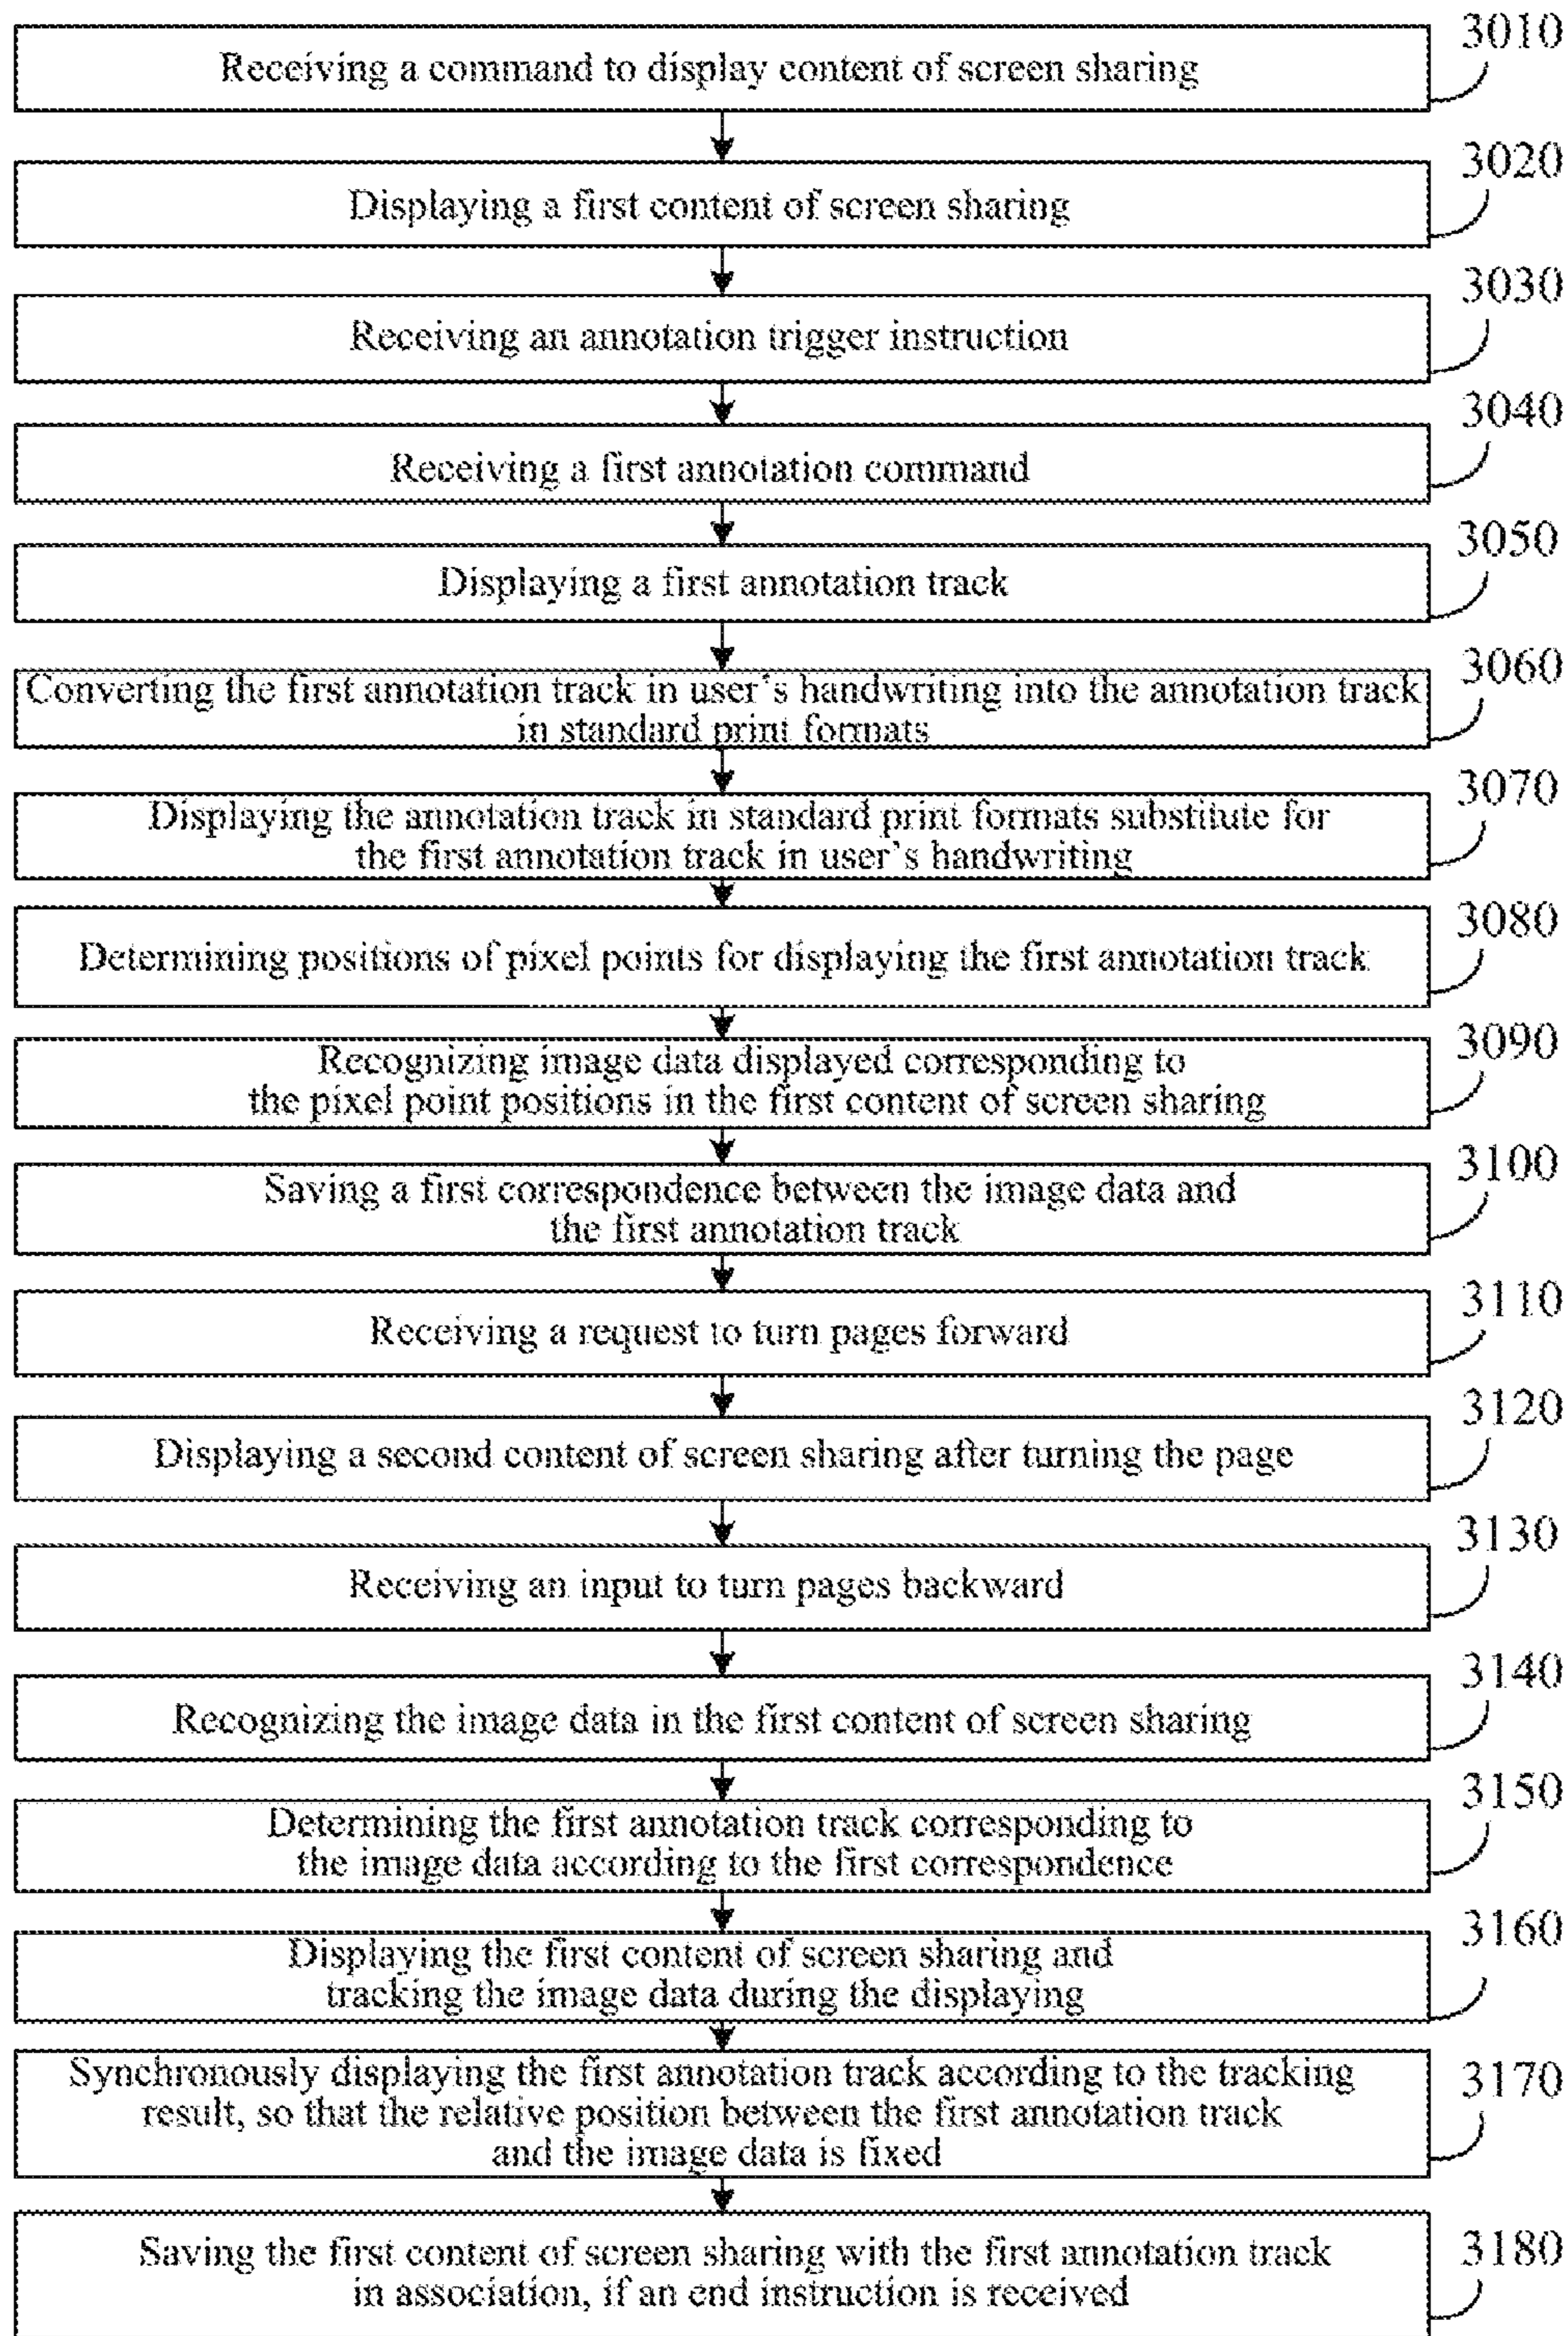 3010
Receiving a command to display content of screen sharing
3020
Displaying a first content of screen sharing
3030
Receiving an annotation trigger instruction
3040
Receiving a first annotation command
3050
Displaying a first annotation track
3060
Converting the first annotation track in user's handwriting into the annotation track
in standard print formats
3070
Displaying the annotation track in standard print formats substitute for
the first annotation track in user's handwriting
3080
Determining positions of pixel points for displaying the first annotation track
3090
Recognizing image data displayed corresponding to
the pixel point positions in the first content of screen sharing
3100
Saving a first correspondence between the image data and
the first annotation track
3110
Receiving a request to turn pages forward
3120
Displaying a second content of screen sharing after turning the page
3130
Receiving an input to turn pages backward
3140
Recognizing the image data in the first content of screen sharing
3150
Determining the first annotation track corresponding to
the image data according to the first correspondence
3160
Displaying the first content of screen sharing and
tracking the image data during the displaying
3170
Synchronously displaying the first annotation track according to the tracking
result, so that the relative position between the first annotation track
and the image data is fixed
3180
Saving the first content of screen sharing with the first annotation track
in association, if an end instruction is received